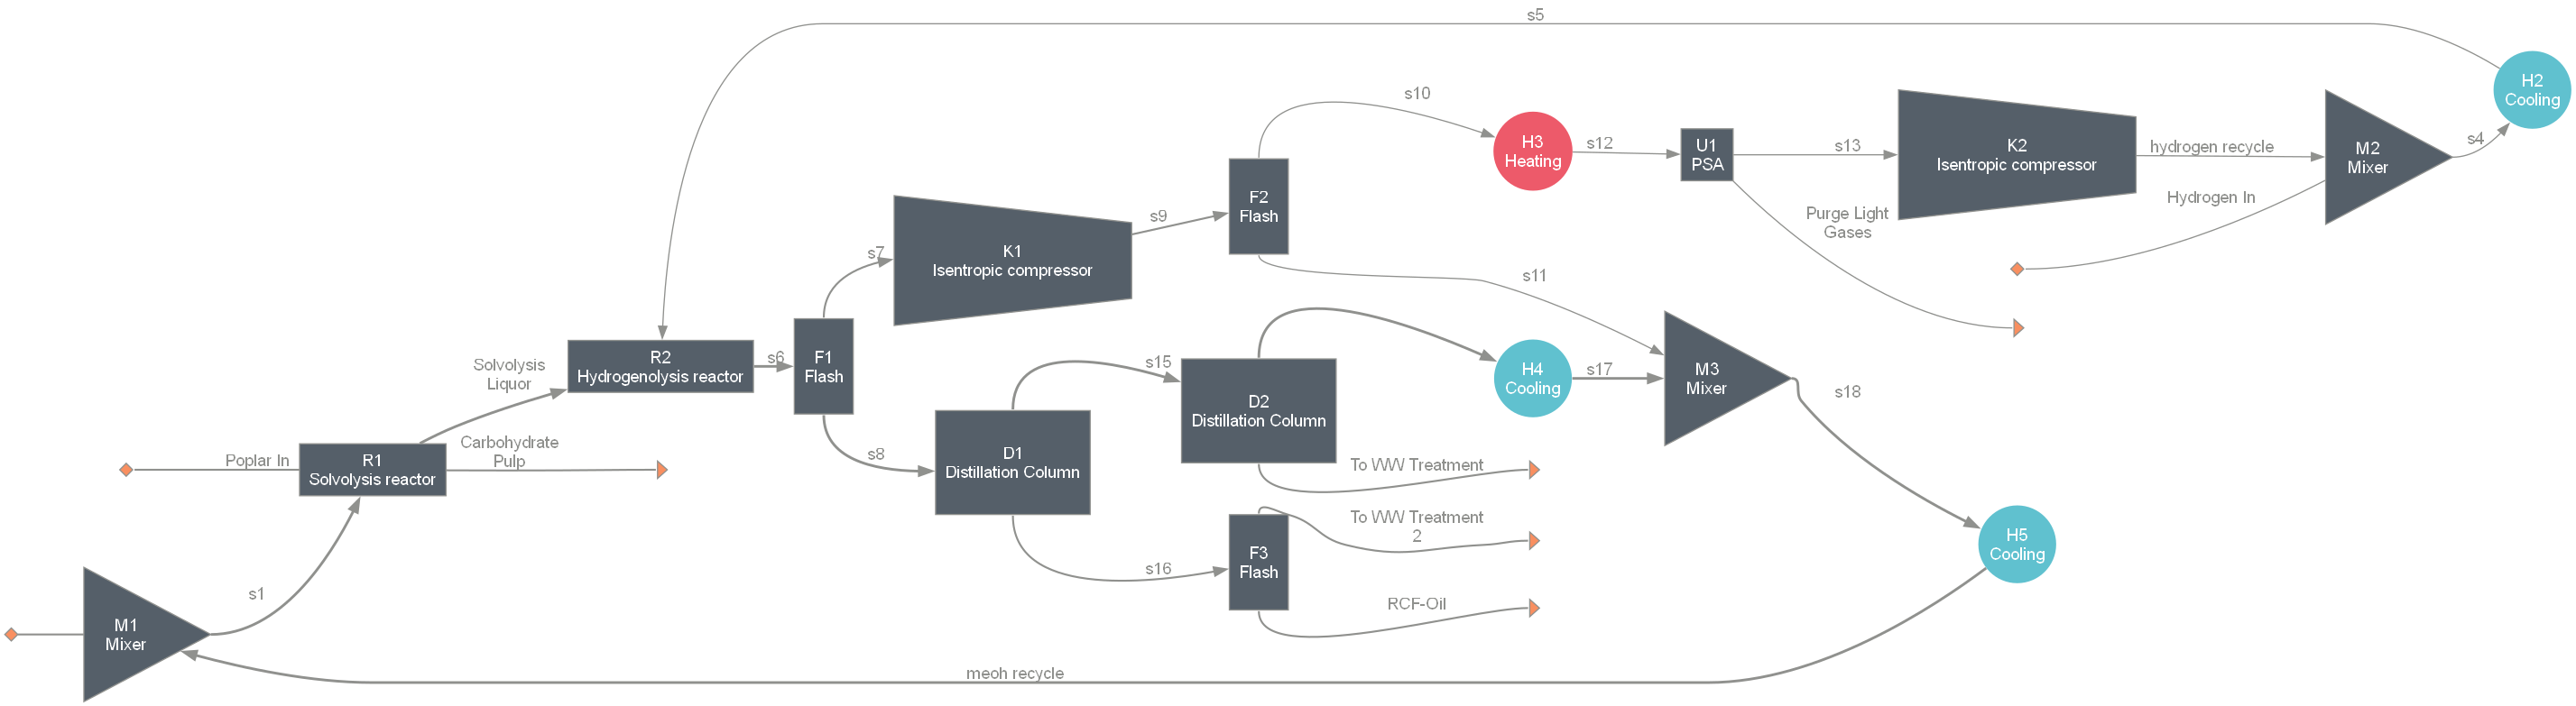 s5
H2
Cooling
s10
H3
Heating
s12
U1
PSA
s13
K2
Isentropic compressor
hydrogen recycle
M2
Mixer
s4
Hydrogen In
Purge Light
Gases
F2
Flash
s9
K1
Isentropic compressor
s7
s11
R2
Hydrogenolysis reactor
s6
F1
Flash
Solvolysis
Liquor
s15
D2
Distillation Column
H4
Cooling
s17
M3
Mixer
s18
Poplar In
R1
Solvolysis reactor
Carbohydrate
Pulp
s8
D1
Distillation Column
To WW Treatment
To WW Treatment
2
s16
F3
Flash
RCF-Oil
H5
Cooling
s1
M1
Mixer
meoh recycle